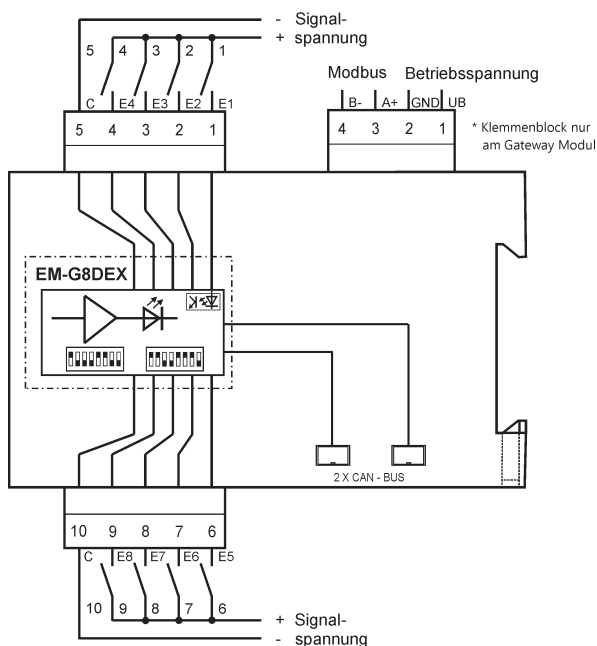 - Signal-
+ spannung
5 4 3 2 1
C E4 E3 E2 E1
5 4 3 2 1
Modbus Betriebsspannung
B- A+ GND UB
4 3 2 1
* Klemmenblock nur
am Gateway Modul
EM-G8DEX
2 X CAN - BUS
10 9 8 7 6
C E8 E7 E6 E5
10 9 8 7 6
+ Signal-
- spannung